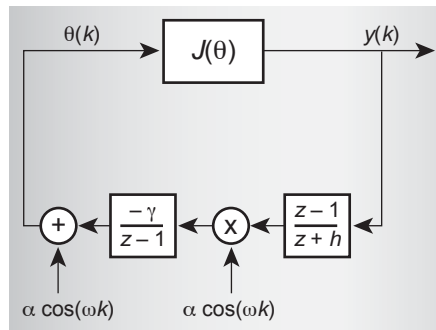 θ(k)
J(θ)
y(k)
+
− γ
z − 1
x
z − 1
z + h
α cos(ωk)
α cos(ωk)